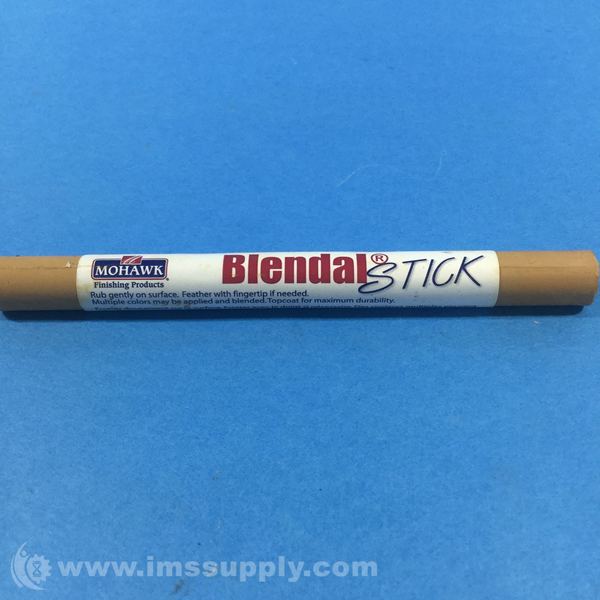 MOHAWK
Finishing Products
Blendal® STICK
Rub gently on surface. Feather with fingertip if needed.
Multiple colors may be applied and blended. Topcoat for maximum durability.
www.imssupply.com